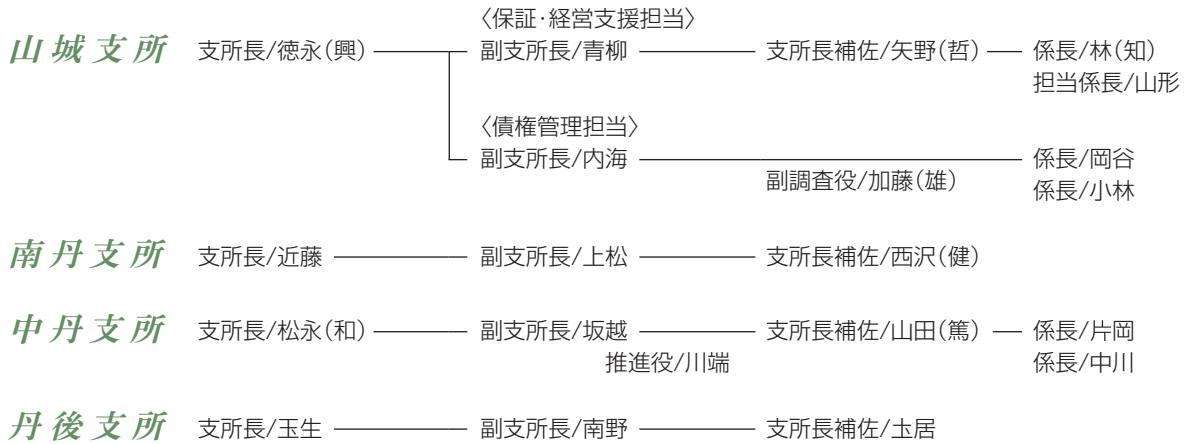 〈保証・経営支援担当〉
山城支所 支所長/徳永(興) 副支所長/青柳 支所長補佐/矢野(哲) 係長/林(知)
担当係長/山形
〈債権管理担当〉
副支所長/内海 係長/岡谷
副調査役/加藤(雄) 係長/小林
南丹支所 支所長/近藤 副支所長/上松 支所長補佐/西沢(健)
中丹支所 支所長/松永(和) 副支所長/坂越 支所長補佐/山田(篤) 係長/片岡
推進役/川端 係長/中川
丹後支所 支所長/玉生 副支所長/南野 支所長補佐/圡居